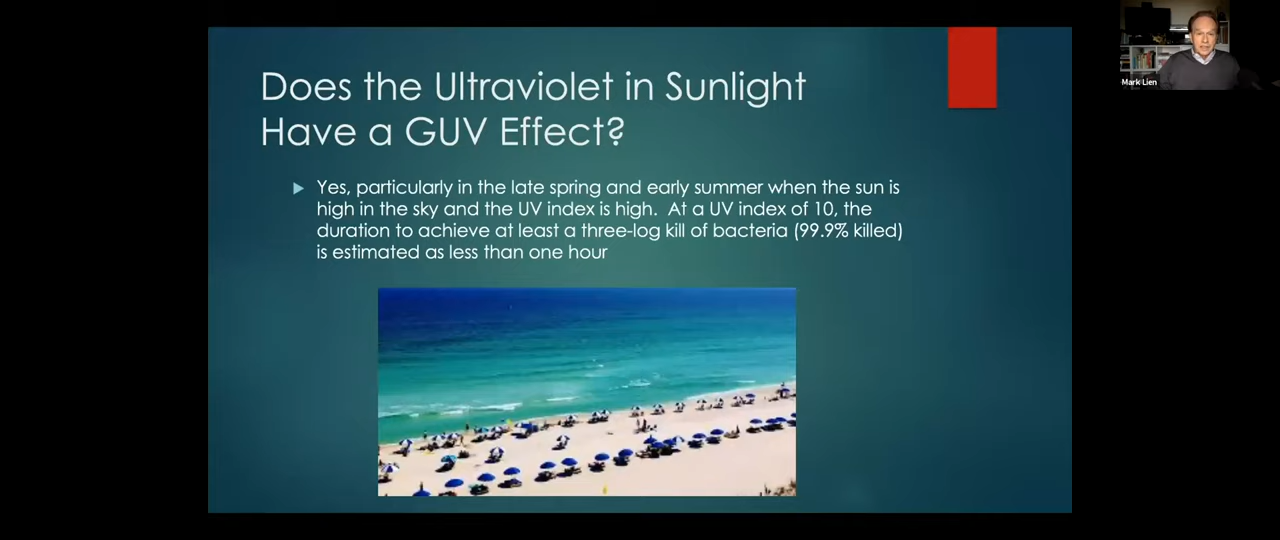 Does the Ultraviolet in Sunlight
Have a GUV Effect?
Yes, particularly in the late spring and early summer when the sun is
high in the sky and the UV index is high.  At a UV index of 10, the
duration to achieve at least a three-log kill of bacteria (99.9% killed)
is estimated as less than one hour
Mark Lien